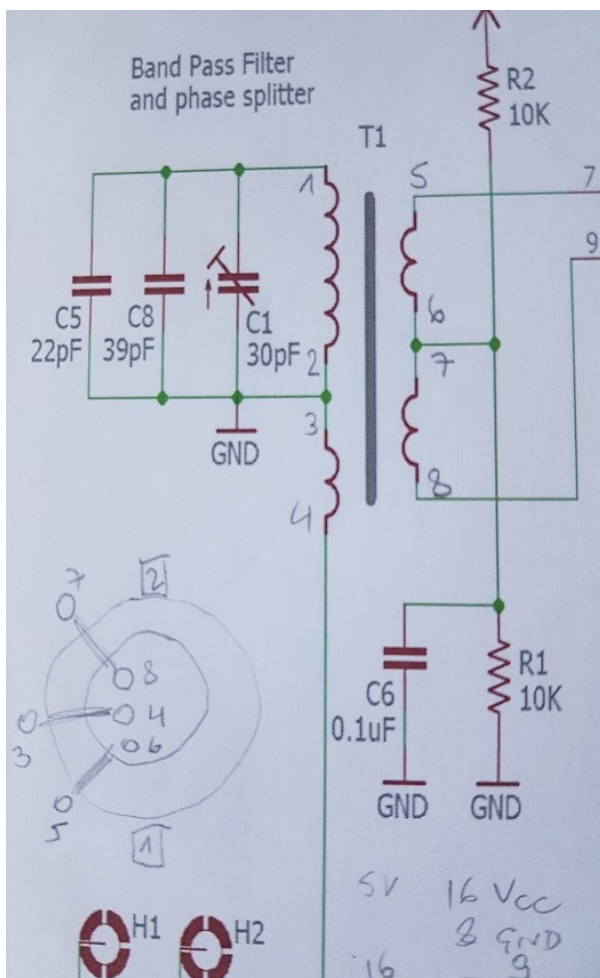 Band Pass Filter
and phase splitter
R2
10K
T1
1
5
7
9
C5
22pF
C8
39pF
C1
30pF
2
6
7
3
GND
4
8
7
2
8
4
6
3
5
1
C6
0.1uF
R1
10K
GND
GND
5V 16 Vcc
8 GND
16 9
H1
H2